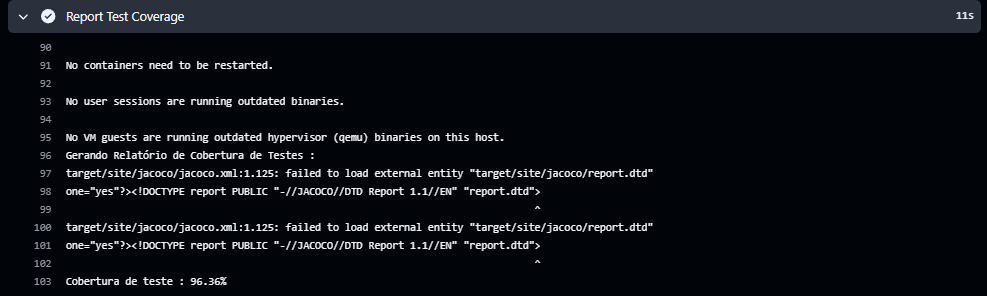 Report Test Coverage 11s
90
91 No containers need to be restarted.
92
93 No user sessions are running outdated binaries.
94
95 No VM guests are running outdated hypervisor (qemu) binaries on this host.
96 Gerando Relatório de Cobertura de Testes :
97 target/site/jacoco/jacoco.xml:1.125: failed to load external entity "target/site/jacoco/report.dtd"
98 one="yes"?><!DOCTYPE report PUBLIC "-//JACOCO//DTD Report 1.1//EN" "report.dtd">
99 ^
100 target/site/jacoco/jacoco.xml:1.125: failed to load external entity "target/site/jacoco/report.dtd"
101 one="yes"?><!DOCTYPE report PUBLIC "-//JACOCO//DTD Report 1.1//EN" "report.dtd">
102 ^
103 Cobertura de teste : 96.36%